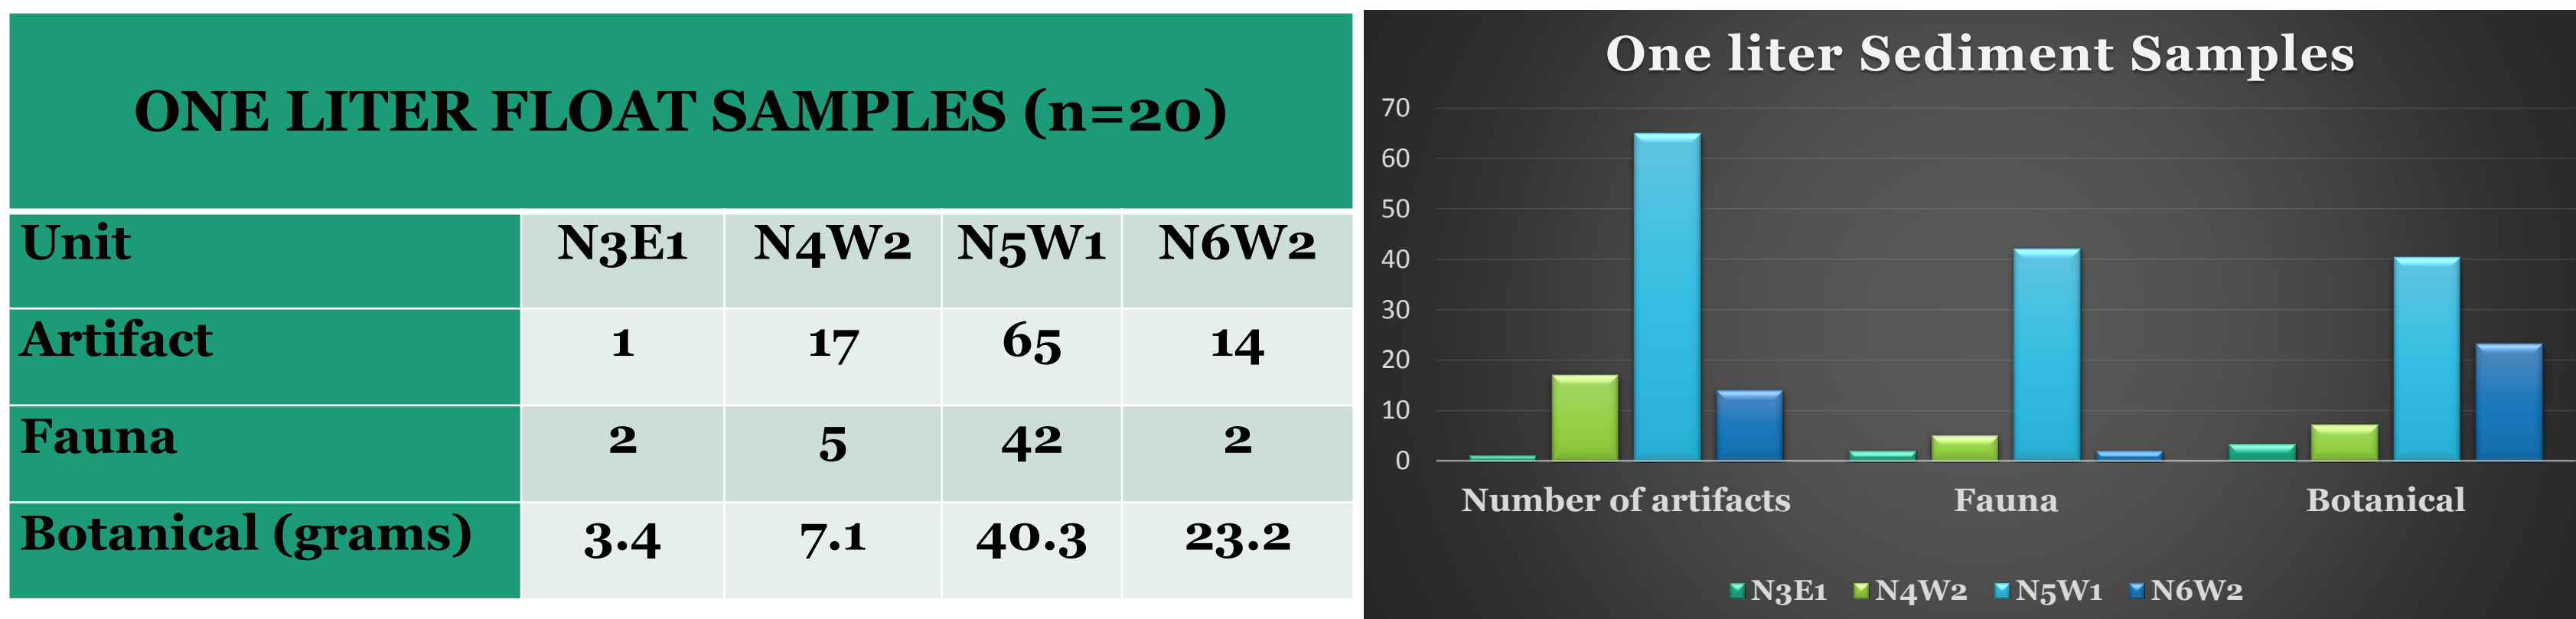 ONE LITER FLOAT SAMPLES (n=20)
Unit N3E1 N4W2 N5W1 N6W2
Artifact 1 17 65 14
Fauna 2 5 42 2
Botanical (grams) 3.4 7.1 40.3 23.2
One liter Sediment Samples
70
60
50
40
30
20
10
0
Number of artifacts Fauna Botanical
N3E1 N4W2 N5W1 N6W2